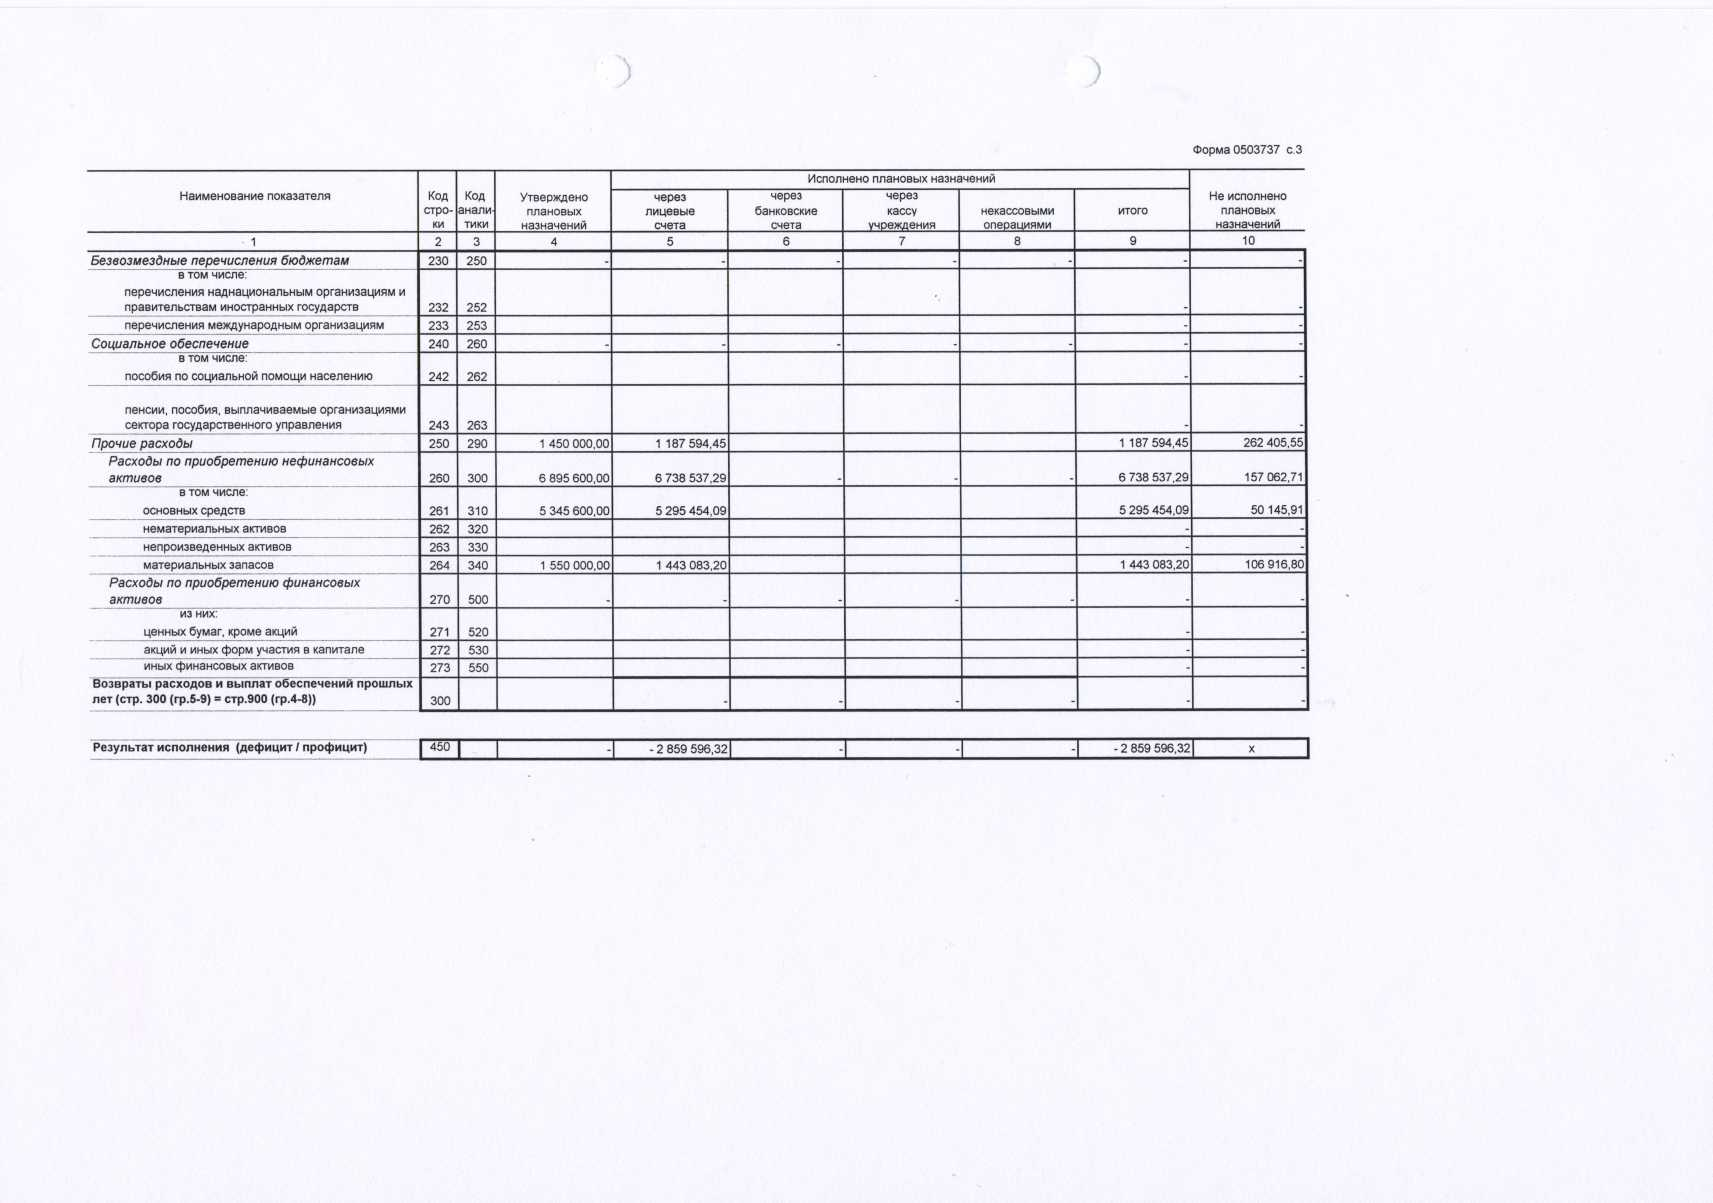 Форма 0503737 с.3
Исполнено плановых назначений
Наименование показателя Код стро- ки Код анали- тики Утверждено плановых назначений через лицевые счета через банковские счета через кассу учреждения некассовыми операциями итого Не исполнено плановых назначений
1 2 3 4 5 6 7 8 9 10
Безвозмездные перечисления бюджетам 230 250 - - - - - - -
в том числе:
перечисления наднациональным организациям и
правительствам иностранных государств 232 252 - -
перечисления международным организациям 233 253 - -
Социальное обеспечение 240 260 - - - - - - -
в том числе:
пособия по социальной помощи населению 242 262 - -
пенсии, пособия, выплачиваемые организациями
сектора государственного управления 243 263 - -
Прочие расходы 250 290 1 450 000,00 1 187 594,45 1 187 594,45 262 405,55
Расходы по приобретению нефинансовых
активов 260 300 6 895 600,00 6 738 537,29 - - - 6 738 537,29 157 062,71
в том числе:
основных средств 261 310 5 345 600,00 5 295 454,09 5 295 454,09 50 145,91
нематериальных активов 262 320 - -
непроизведенных активов 263 330 - -
материальных запасов 264 340 1 550 000,00 1 443 083,20 1 443 083,20 106 916,80
Расходы по приобретению финансовых
активов 270 500 - - - - - - -
из них:
ценных бумаг, кроме акций 271 520 - -
акций и иных форм участия в капитале 272 530 - -
иных финансовых активов 273 550 - -
Возвраты расходов и выплат обеспечений прошлых
лет (стр. 300 (гр.5-9) = стр.900 (гр.4-8)) 300 - - - - - -
Результат исполнения (дефицит / профицит) 450 - - 2 859 596,32 - - - - 2 859 596,32 х